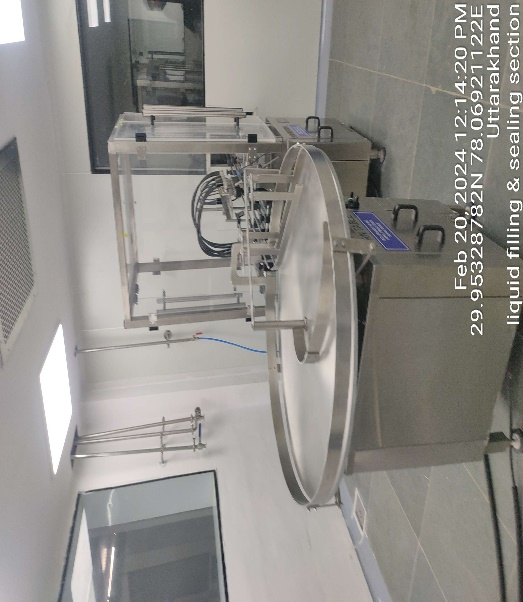 Feb 20, 2024 12:14:20 PM
29.95328782N 78.06921122E
Uttarakhand
liquid filling & sealing section